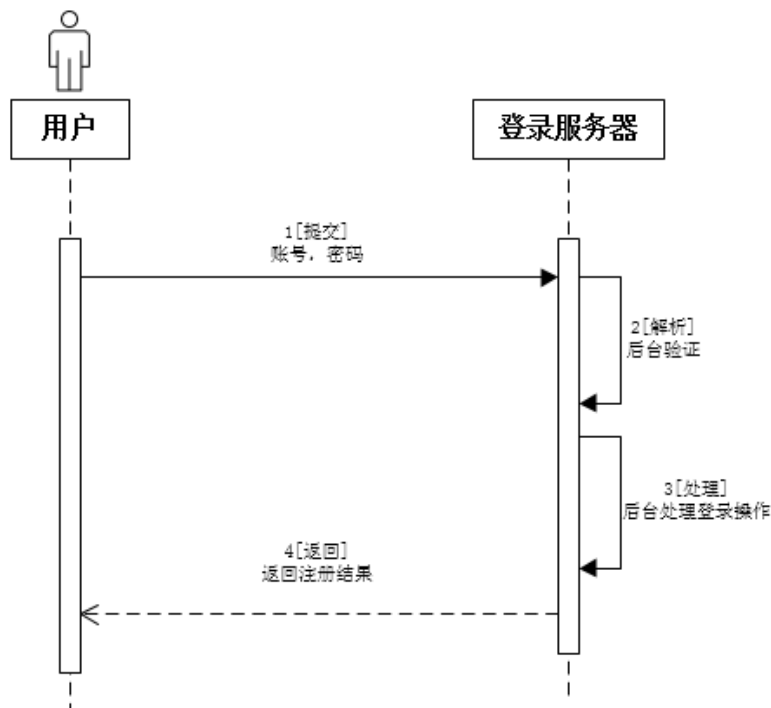 用户
登录服务器
1[提交]
账号，密码
2[解析]
后台验证
3[处理]
后台处理登录操作
4[返回]
返回注册结果